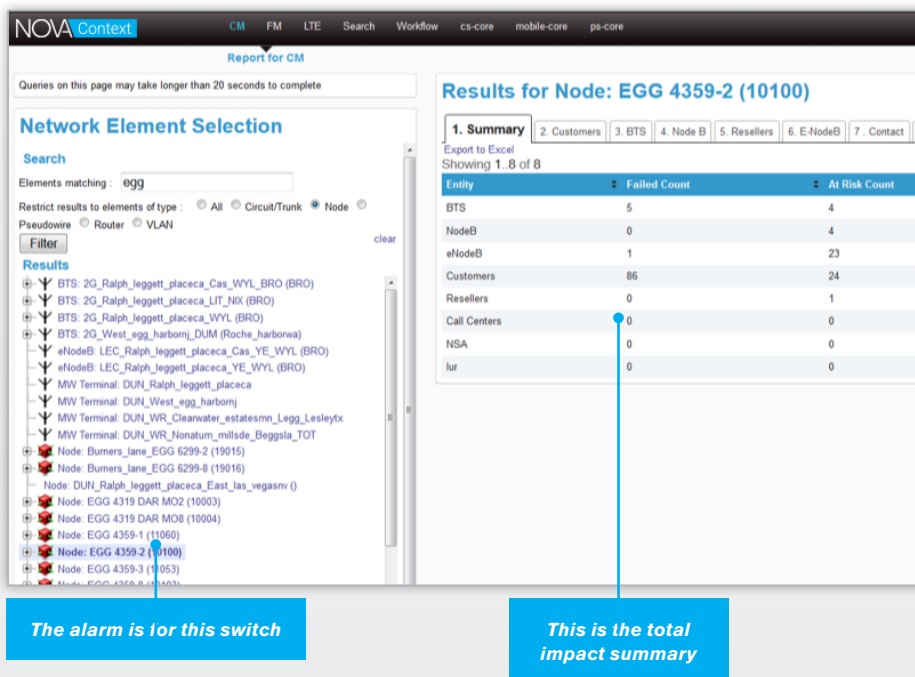 NOVA Context
CM FM LTE Search Workflow cs-core mobile-core ps-core
Report for CM
Queries on this page may take longer than 20 seconds to complete
Network Element Selection
Search
Elements matching : egg
Restrict results to elements of type : All Circuit/Trunk Node
Pseudowire Router VLAN
Filter
clear
Results
BTS: 2G_Ralph_leggett_placeca_Cas_WYL_BRO (BRO)
BTS: 2G_Ralph_leggett_placeca_LIT_NIX (BRO)
BTS: 2G_Ralph_leggett_placeca_WYL (BRO)
BTS: 2G_West_egg_harbornj_DUM (Roche_harborwa)
eNodeB: LEC_Ralph_leggett_placeca_Cas_YE_WYL (BRO)
eNodeB: LEC_Ralph_leggett_placeca_YE_WYL (BRO)
MW Terminal: DUN_Ralph_leggett_placeca
MW Terminal: DUN_West_egg_harbornj
MW Terminal: DUN_WR_Clearwater_estatesmn_Legg_Lesleytx
MW Terminal: DUN_WR_Nonatum_millsde_Beggsla_TOT
Node: Burners_lane_EGG 6299-2 (19015)
Node: Burners_lane_EGG 6299-8 (19016)
Node: DUN_Ralph_leggett_placeca_East_las_vegasnv ()
Node: EGG 4319 DAR MO2 (10003)
Node: EGG 4319 DAR MO8 (10004)
Node: EGG 4359-1 (11060)
Node: EGG 4359-2 (10100)
Node: EGG 4359-3 (11053)
The alarm is for this switch
Results for Node: EGG 4359-2 (10100)
1. Summary 2. Customers 3. BTS 4. Node B 5. Resellers 6. E-NodeB 7 . Contact
Export to Excel
Showing 1..8 of 8
Entity Failed Count At Risk Count
BTS 5 4
NodeB 0 4
eNodeB 1 23
Customers 86 24
Resellers 0 1
Call Centers 0 0
NSA 0 0
Iur 0 0
This is the total
impact summary